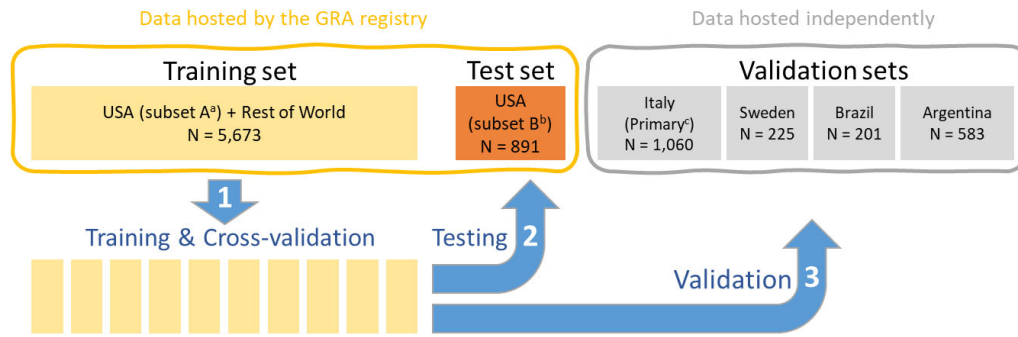 Data hosted by the GRA registry
Data hosted independently
Training set
Test set
Validation sets
USA (subset Aᵃ) + Rest of World
N = 5,673
USA
(subset Bᵇ)
N = 891
Italy
(Primaryᶜ)
N = 1,060
Sweden
N = 225
Brazil
N = 201
Argentina
N = 583
1
Training & Cross-validation
Testing
2
Validation
3